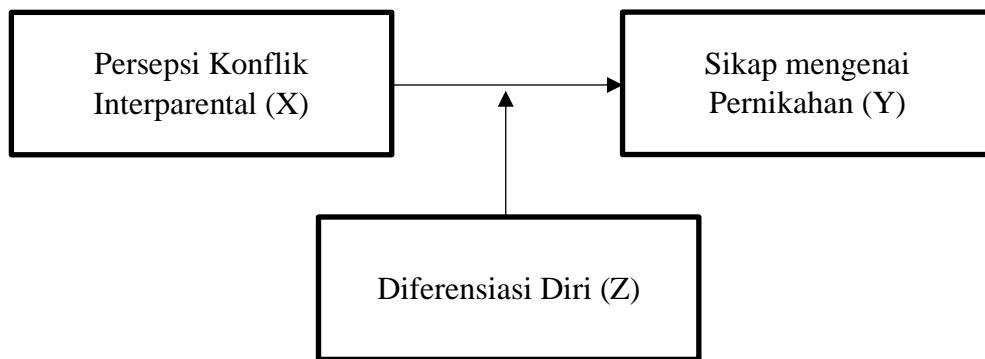 Persepsi Konflik
Interparental (X)
Sikap mengenai
Pernikahan (Y)
Diferensiasi Diri (Z)